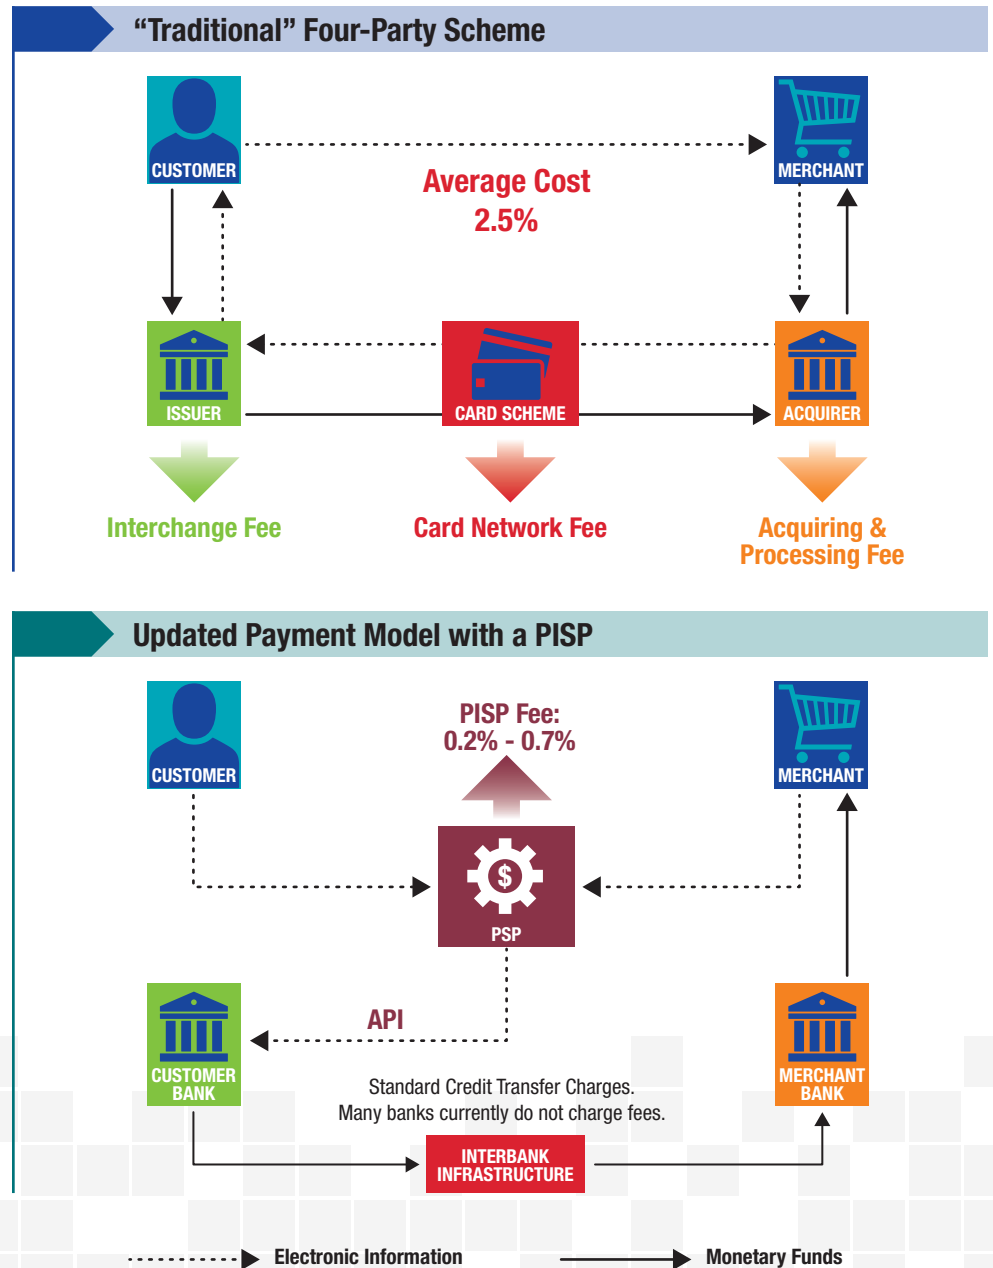 “Traditional” Four-Party Scheme
CUSTOMER
MERCHANT
Average Cost
2.5%
ISSUER
CARD SCHEME
ACQUIRER
Interchange Fee
Card Network Fee
Acquiring &
Processing Fee
Updated Payment Model with a PISP
CUSTOMER
PISP Fee:
0.2% - 0.7%
MERCHANT
$
PSP
API
CUSTOMER
BANK
MERCHANT
BANK
Standard Credit Transfer Charges.
Many banks currently do not charge fees.
INTERBANK
INFRASTRUCTURE
Electronic Information
Monetary Funds